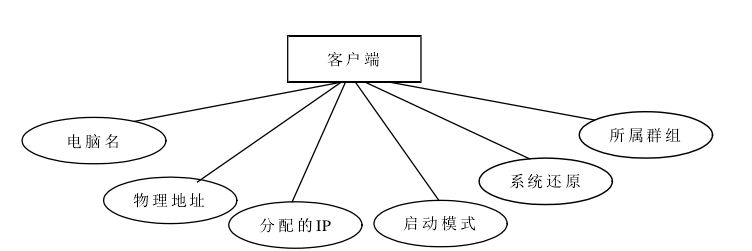 客户端
电脑名
物理地址
分配的IP
启动模式
系统还原
所属群组